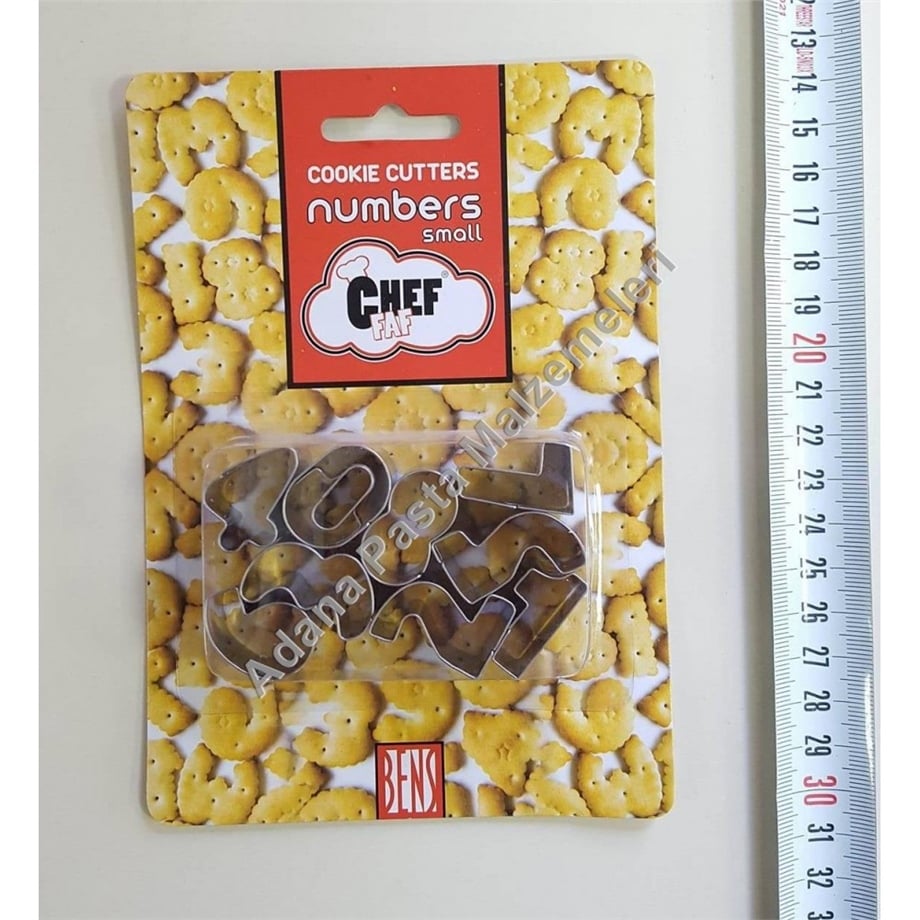 COOKIE CUTTERS
numbers
small
CHEF®
FAF
Adana Pasta Malzemeleri
BENS
13
14
15
16
17
18
19
20
21
22
23
24
25
26
27
28
29
30
31
32